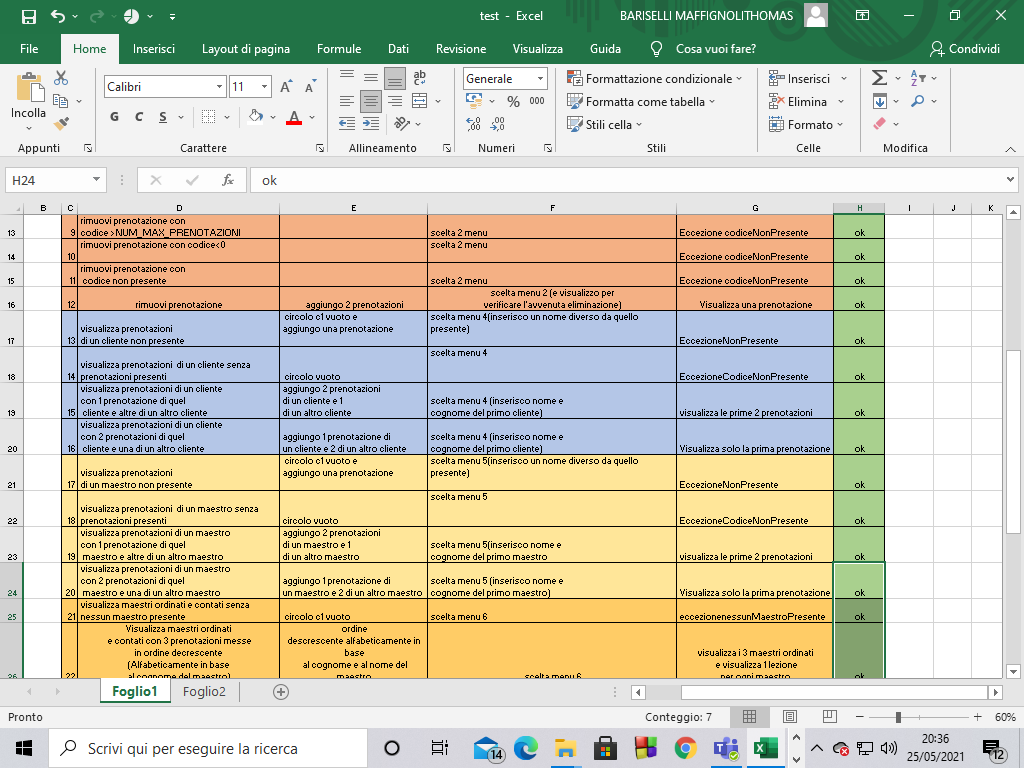 test - Excel
BARISELLI MAFFIGNOLITHOMAS
File Home Inserisci Layout di pagina Formule Dati Revisione Visualizza Guida Cosa vuoi fare? Condividi
Incolla
Calibri 11
G C S A
Generale
% 000
Formattazione condizionale
Formatta come tabella
Stili cella
Inserisci
Elimina
Formato
Appunti Carattere Allineamento Numeri Stili Celle Modifica
H24 fx ok
B C D E F G H I J K
13 9 rimuovi prenotazione con
codice >NUM_MAX_PRENOTAZIONI scelta 2 menu Eccezione codiceNonPresente ok
14 10 rimuovi prenotazione con codice<0 scelta 2 menu Eccezione codiceNonPresente ok
15 11 rimuovi prenotazione con
codice non presente scelta 2 menu Eccezione codiceNonPresente ok
16 12 rimuovi prenotazione aggiungo 2 prenotazioni scelta menu 2 (e visualizzo per
verificare l'avvenuta eliminazione) Visualizza una prenotazione ok
17 13 visualizza prenotazioni
di un cliente non presente circolo c1 vuoto e
aggiungo una prenotazione scelta menu 4(inserisco un nome diverso da quello
presente) EccezioneNonPresente ok
18 14 visualizza prenotazioni di un cliente senza
prenotazioni presenti circolo vuoto scelta menu 4 EccezioneCodiceNonPresente ok
19 15 visualizza prenotazioni di un cliente
con 1 prenotazione di quel
cliente e altre di un altro cliente aggiungo 2 prenotazioni
di un cliente e 1
di un altro cliente scelta menu 4 (inserisco nome e
cognome del primo cliente) visualizza le prime 2 prenotazioni ok
20 16 visualizza prenotazioni di un cliente
con 2 prenotazioni di quel
cliente e una di un altro cliente aggiungo 1 prenotazione di
un cliente e 2 di un altro cliente scelta menu 4 (inserisco nome e
cognome del primo cliente) Visualizza solo la prima prenotazione ok
21 17 visualizza prenotazioni
di un maestro non presente circolo c1 vuoto e
aggiungo una prenotazione scelta menu 5(inserisco un nome diverso da quello
presente) EccezioneNonPresente ok
22 18 visualizza prenotazioni di un maestro senza
prenotazioni presenti circolo vuoto scelta menu 5 EccezioneCodiceNonPresente ok
23 19 visualizza prenotazioni di un maestro
con 1 prenotazione di quel
maestro e altre di un altro maestro aggiungo 2 prenotazioni
di un maestro e 1
di un altro maestro scelta menu 5(inserisco nome e
cognome del primo maestro visualizza le prime 2 prenotazioni ok
24 20 visualizza prenotazioni di un maestro
con 2 prenotazioni di quel
maestro e una di un altro maestro aggiungo 1 prenotazione di
un maestro e 2 di un altro maestro scelta menu 5 (inserisco nome e
cognome del primo maestro) Visualizza solo la prima prenotazione ok
25 21 visualizza maestri ordinati e contati senza
nessun maestro presente circolo c1 vuoto scelta menu 6 eccezionenessunMaestroPresente ok
26 22 Visualizza maestri ordinati
e contati con 3 prenotazioni messe
in ordine decrescente
(Alfabeticamente in base
al cognome del maestro) ordine
descrescente alfabeticamente in
base
al cognome e al nome del
maestro scelta menu 6 visualizza i 3 maestri ordinati
e visualizza 1 lezione
per ogni maestro ok
Foglio1 Foglio2
Pronto Conteggio: 7 60%
Scrivi qui per eseguire la ricerca
14
20:36
25/05/2021
12